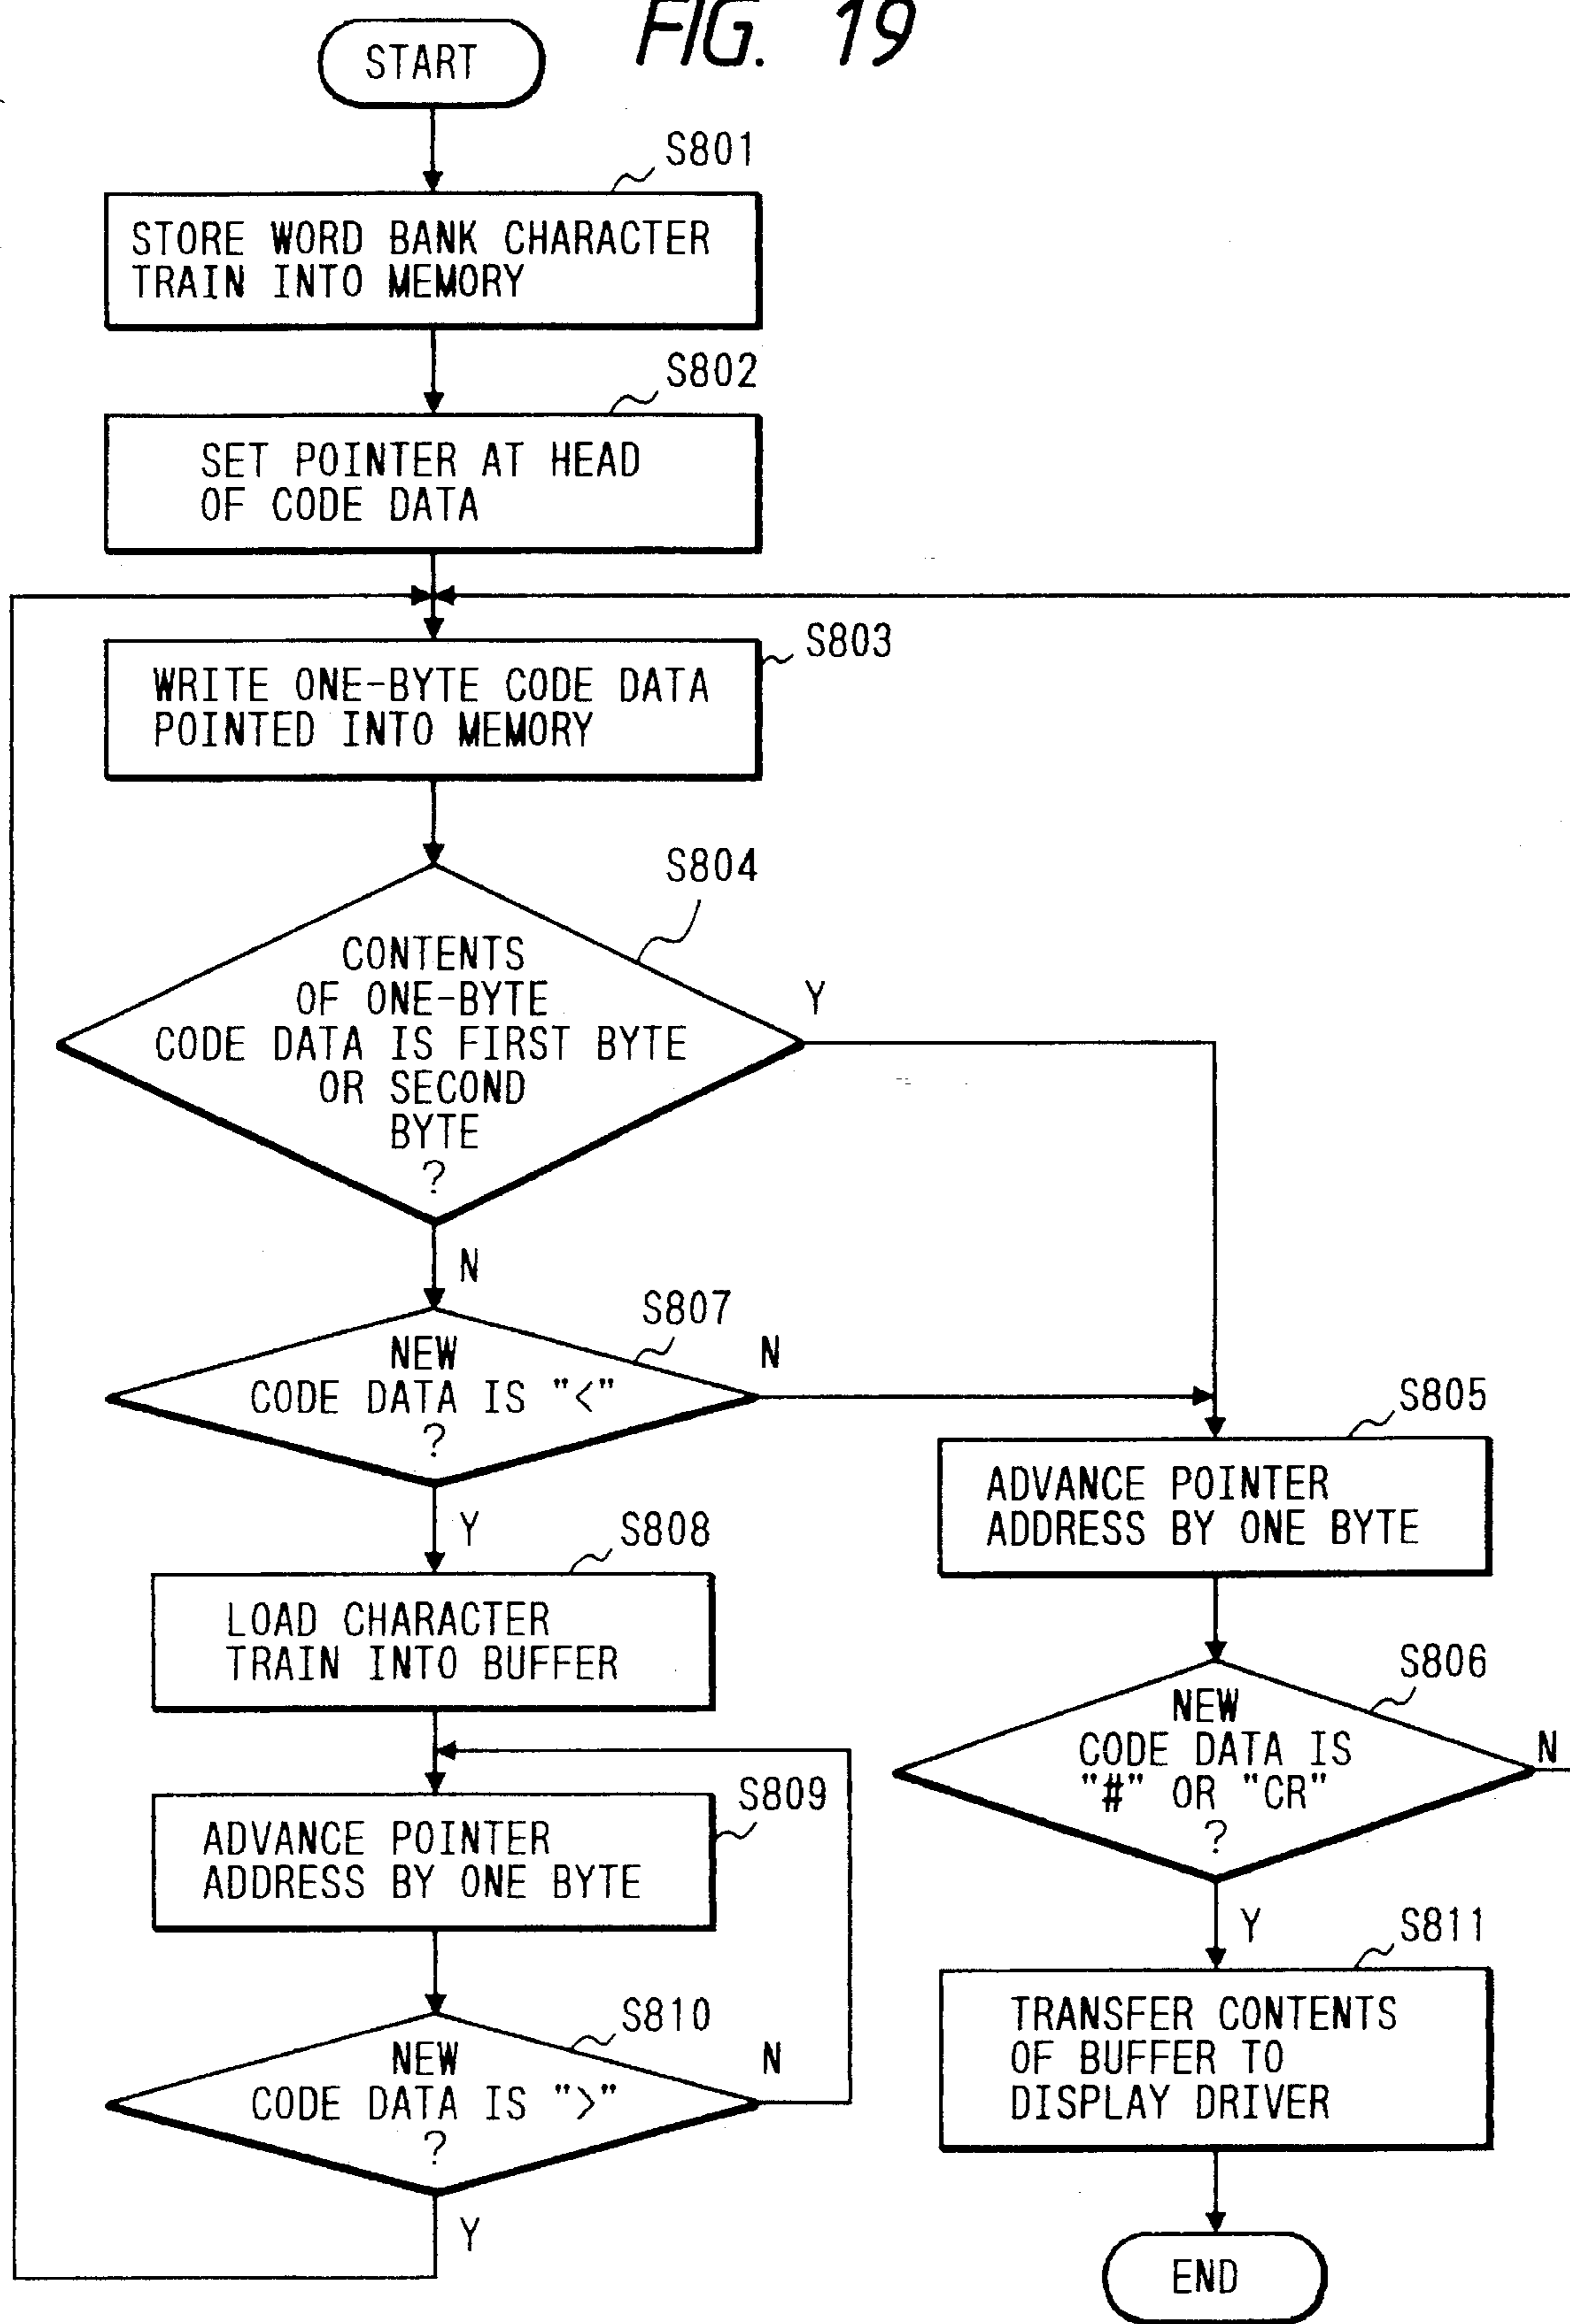 FIG. 19
START
S801
STORE WORD BANK CHARACTER
TRAIN INTO MEMORY
S802
SET POINTER AT HEAD
OF CODE DATA
S803
WRITE ONE-BYTE CODE DATA
POINTED INTO MEMORY
S804
CONTENTS
OF ONE-BYTE
CODE DATA IS FIRST BYTE
OR SECOND
BYTE
?
Y
N
S807
NEW
CODE DATA IS "<"
?
N
Y
S808
LOAD CHARACTER
TRAIN INTO BUFFER
S809
ADVANCE POINTER
ADDRESS BY ONE BYTE
S810
NEW
CODE DATA IS ">"
?
N
Y
S805
ADVANCE POINTER
ADDRESS BY ONE BYTE
S806
NEW
CODE DATA IS
"#" OR "CR"
?
N
Y
S811
TRANSFER CONTENTS
OF BUFFER TO
DISPLAY DRIVER
END